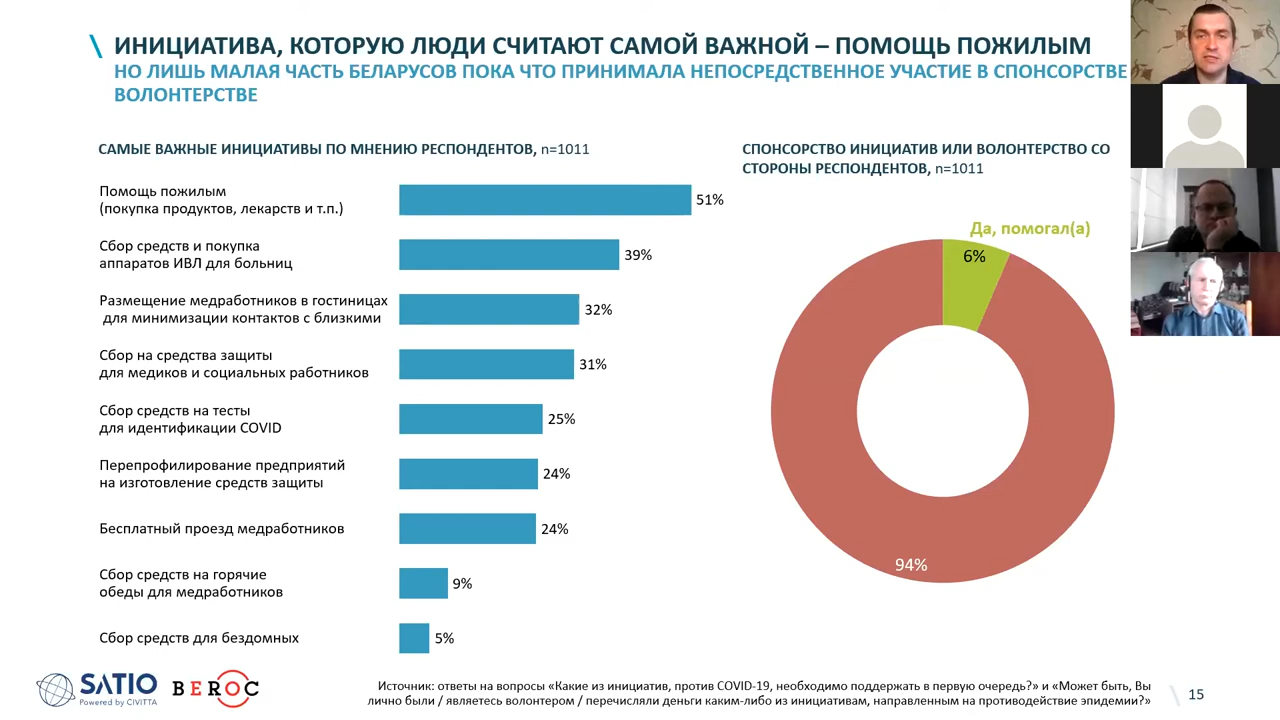 \ ИНИЦИАТИВА, КОТОРУЮ ЛЮДИ СЧИТАЮТ САМОЙ ВАЖНОЙ – ПОМОЩЬ ПОЖИЛЫМ
НО ЛИШЬ МАЛАЯ ЧАСТЬ БЕЛАРУСОВ ПОКА ЧТО ПРИНИМАЛА НЕПОСРЕДСТВЕННОЕ УЧАСТИЕ В СПОНСОРСТВЕ
ВОЛОНТЕРСТВЕ
САМЫЕ ВАЖНЫЕ ИНИЦИАТИВЫ ПО МНЕНИЮ РЕСПОНДЕНТОВ, n=1011
Помощь пожилым
(покупка продуктов, лекарств и т.п.)
51%
Сбор средств и покупка
аппаратов ИВЛ для больниц
39%
Размещение медработников в гостиницах
для минимизации контактов с близкими
32%
Сбор на средства защиты
для медиков и социальных работников
31%
Сбор средств на тесты
для идентификации COVID
25%
Перепрофилирование предприятий
на изготовление средств защиты
24%
Бесплатный проезд медработников
24%
Сбор средств на горячие
обеды для медработников
9%
Сбор средств для бездомных
5%
СПОНСОРСТВО ИНИЦИАТИВ ИЛИ ВОЛОНТЕРСТВО СО
СТОРОНЫ РЕСПОНДЕНТОВ, n=1011
Да, помогал(а)
6%
94%
SATIO
Powered by CIVITTA
BEROC
Источник: ответы на вопросы «Какие из инициатив, против COVID-19, необходимо поддержать в первую очередь?» и «Может быть, Вы
лично были / являетесь волонтером / перечисляли деньги каким-либо из инициативам, направленным на противодействие эпидемии?»
\ 15